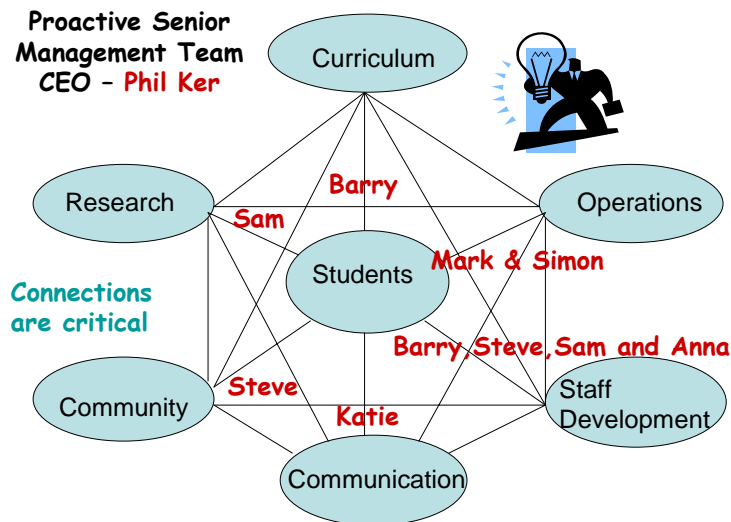 Proactive Senior
Management Team
CEO – Phil Ker
Curriculum
Research
Barry
Operations
Sam
Students
Mark & Simon
Connections
are critical
Barry,Steve,Sam and Anna
Community
Steve
Katie
Staff
Development
Communication